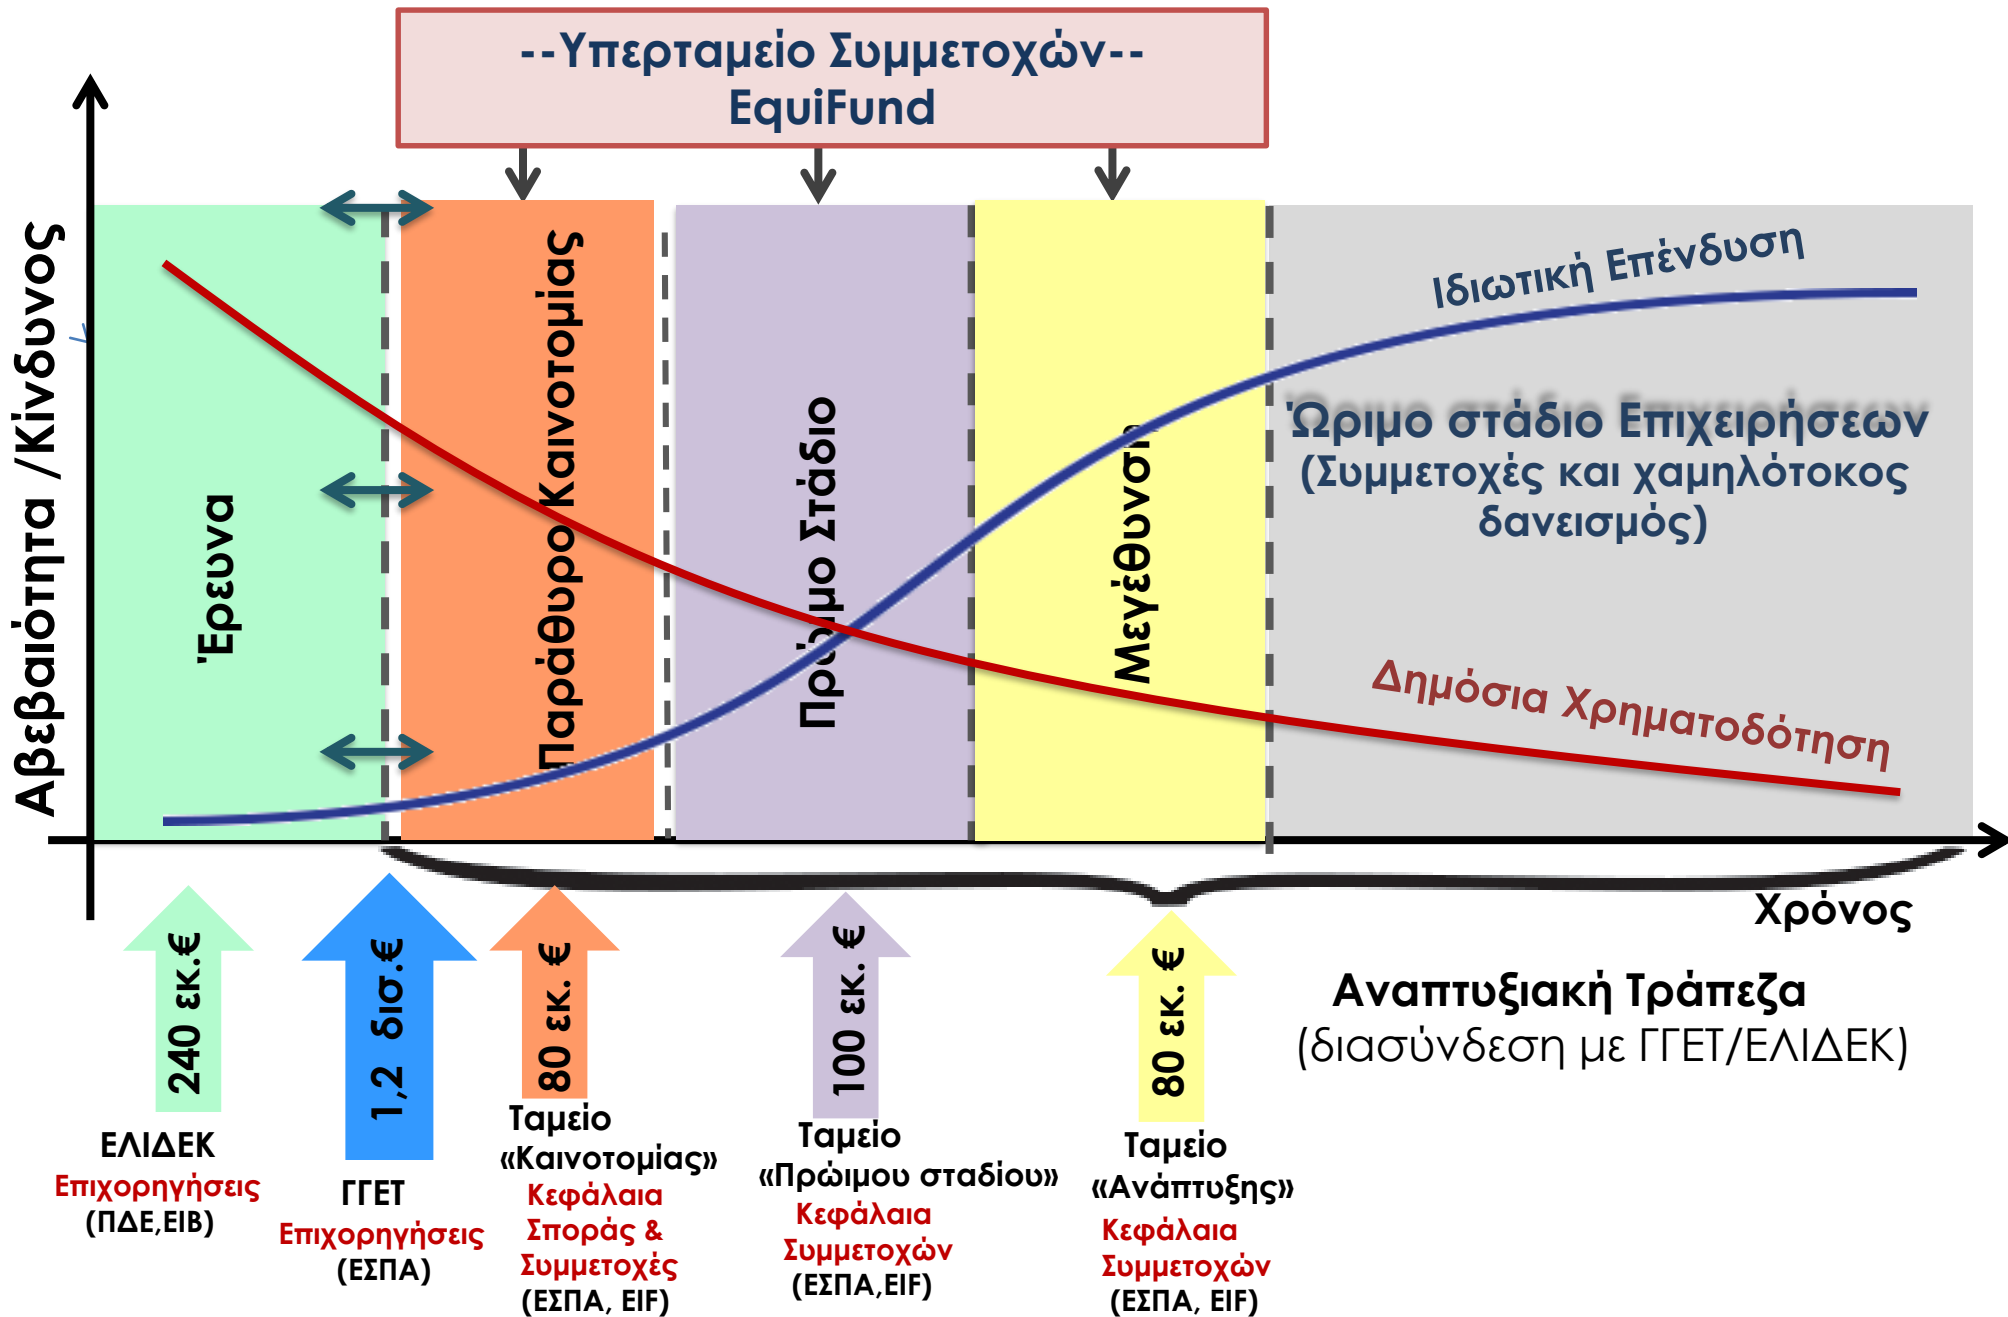 --Υπερταμείο Συμμετοχών--
EquiFund
Αβεβαιότητα /Κίνδυνος
Έρευνα
Παράθυρο Καινοτομίας
Πρώιμο Στάδιο
Μεγέθυνση
Ιδιωτική Επένδυση
Ώριμο στάδιο Επιχειρήσεων
(Συμμετοχές και χαμηλότοκος
δανεισμός)
Δημόσια Χρηματοδότηση
Χρόνος
240 εκ.€
1,2 δισ.€
80 εκ. €
100 εκ. €
80 εκ. €
Αναπτυξιακή Τράπεζα
(διασύνδεση με ΓΓΕΤ/ΕΛΙΔΕΚ)
ΕΛΙΔΕΚ
Επιχορηγήσεις
(ΠΔΕ,EIB)
ΓΓΕΤ
Επιχορηγήσεις
(ΕΣΠΑ)
Ταμείο
«Καινοτομίας»
Κεφάλαια
Σποράς &
Συμμετοχές
(ΕΣΠΑ, EIF)
Ταμείο
«Πρώιμου σταδίου»
Κεφάλαια
Συμμετοχών
(ΕΣΠΑ,EIF)
Ταμείο
«Ανάπτυξης»
Κεφάλαια
Συμμετοχών
(ΕΣΠΑ, EIF)